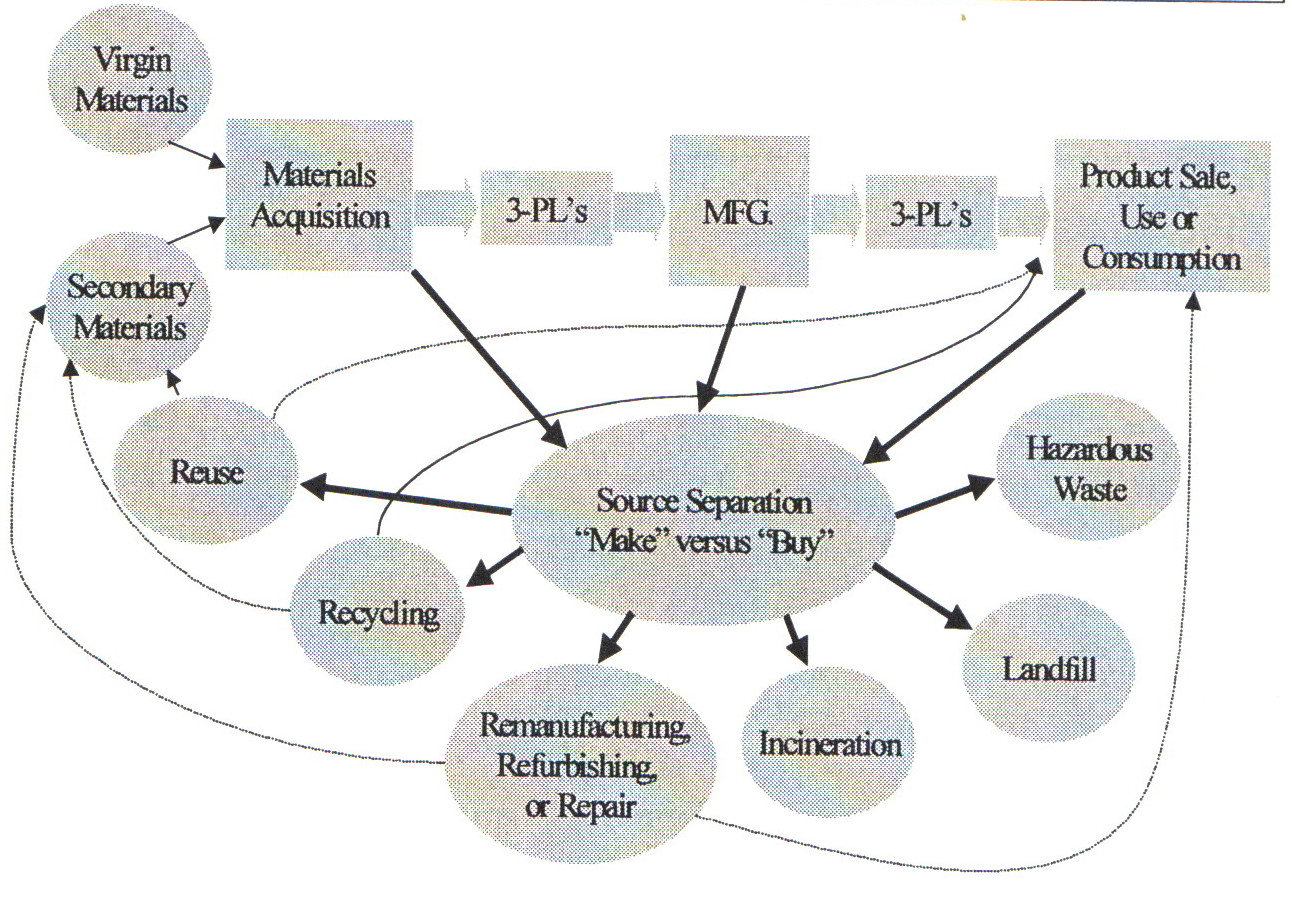 Virgin
Materials
Materials
Acquisition
3-PL's
MFG.
3-PL's
Product Sale,
Use or
Consumption
Secondary
Materials
Reuse
Source Separation
“Make” versus “Buy”
Hazardous
Waste
Recycling
Landfill
Remanufacturing,
Refurbishing,
or Repair
Incineration